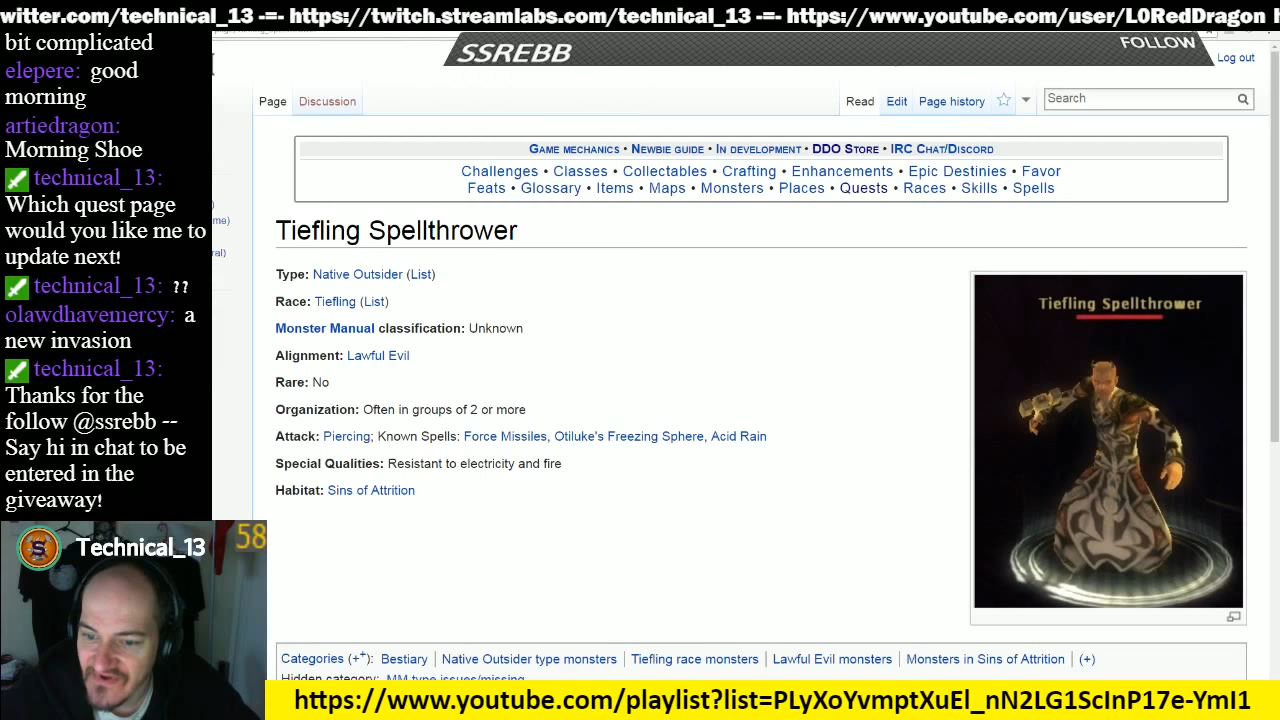 witter.com/technical_13 -=- https://twitch.streamlabs.com/technical_13 -=- https://www.youtube.com/user/L0RedDragon
bit complicated
elepere: good
morning
artiedragon:
Morning Shoe
technical_13:
Which quest page
would you like me to
update next!
technical_13: ??
olawdhavemercy: a
new invasion
technical_13:
Thanks for the
follow @ssrebb --
Say hi in chat to be
entered in the
giveaway!
SSREBB
FOLLOW
Log out
Page Discussion
Read Edit Page history
Search
Game mechanics • Newbie guide • In development • DDO Store • IRC Chat/Discord
Challenges • Classes • Collectables • Crafting • Enhancements • Epic Destinies • Favor
Feats • Glossary • Items • Maps • Monsters • Places • Quests • Races • Skills • Spells
Tiefling Spellthrower
Type: Native Outsider (List)
Race: Tiefling (List)
Monster Manual classification: Unknown
Alignment: Lawful Evil
Rare: No
Organization: Often in groups of 2 or more
Attack: Piercing; Known Spells: Force Missiles, Otiluke's Freezing Sphere, Acid Rain
Special Qualities: Resistant to electricity and fire
Habitat: Sins of Attrition
Tiefling Spellthrower
Categories (+⁺): Bestiary | Native Outsider type monsters | Tiefling race monsters | Lawful Evil monsters | Monsters in Sins of Attrition | (+)
Hidden category: MM type issues/missing
Technical_13
58
https://www.youtube.com/playlist?list=PLyXoYvmptXuEl_nN2LG1ScInP17e-YmI1